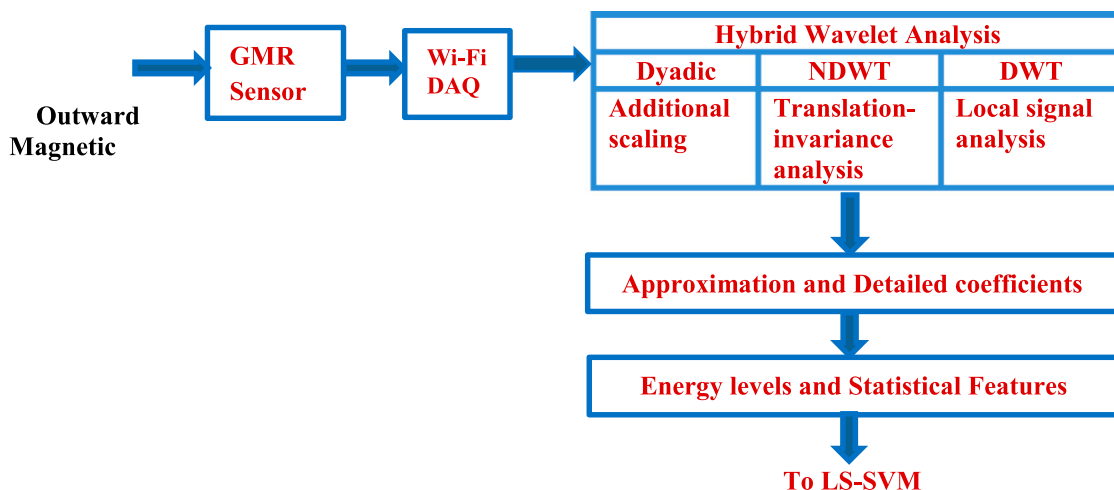 Outward
Magnetic
GMR
Sensor
Wi-Fi
DAQ
Hybrid Wavelet Analysis
Dyadic
NDWT
DWT
Additional
scaling
Translation-
invariance
analysis
Local signal
analysis
Approximation and Detailed coefficients
Energy levels and Statistical Features
To LS-SVM